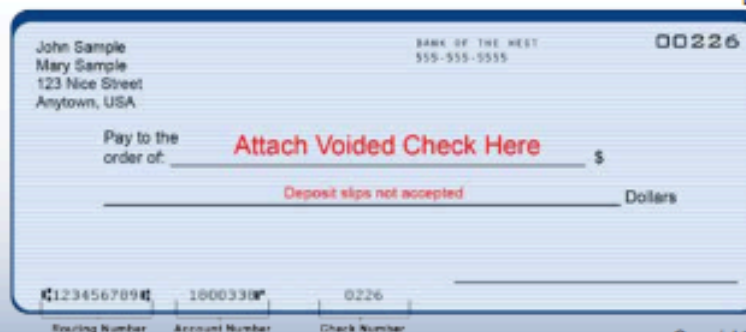 John Sample
Mary Sample
123 Nice Street
Anytown, USA
BANK OF THE WEST
555-555-5555
00226
Pay to the
order of:
Attach Voided Check Here
$
Deposit slips not accepted
Dollars
⑆123456789⑆ 1800338⑈ 0226
Routing Number Account Number Check Number